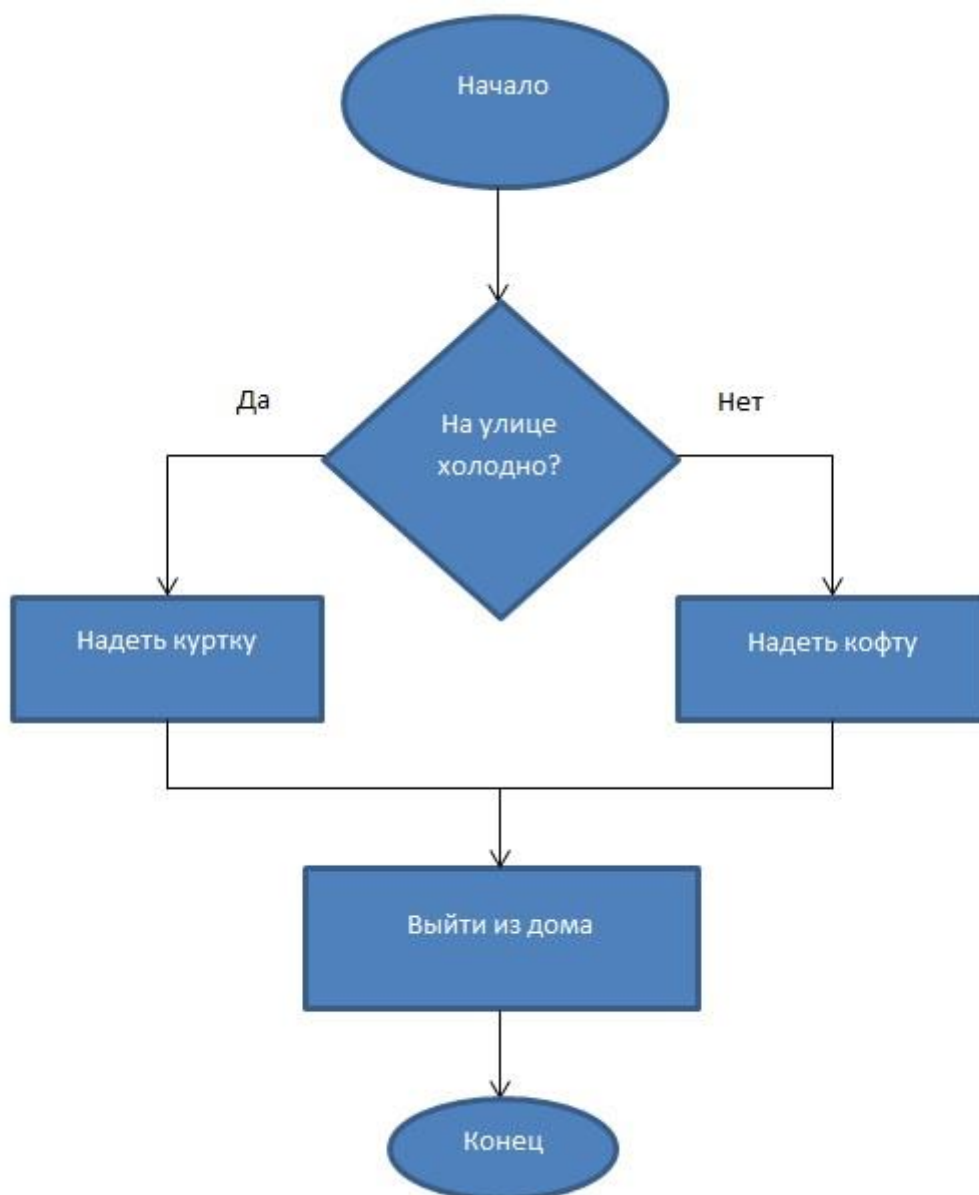 Начало
Да
Нет
На улице
холодно?
Надеть куртку
Надеть кофту
Выйти из дома
Конец